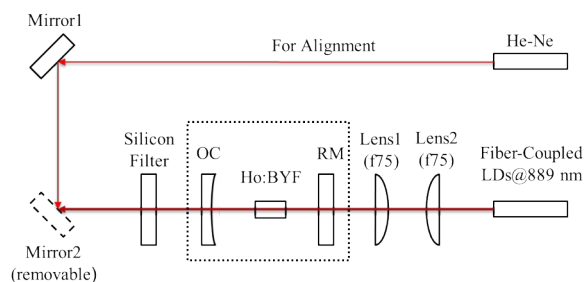 Mirror1
For Alignment
He-Ne
Silicon
Filter
OC
Ho:BYF
RM
Lens1
(f75)
Lens2
(f75)
Fiber-Coupled
LDs@889 nm
Mirror2
(removable)